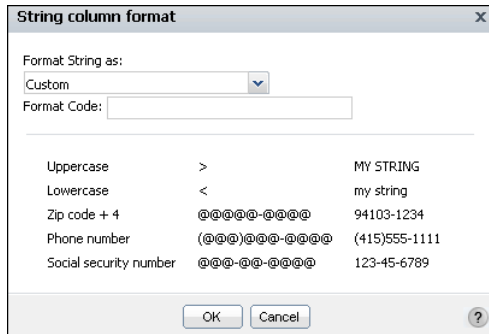 String column format x
Format String as:
Custom
Format Code:
Uppercase > MY STRING
Lowercase < my string
Zip code + 4 @@@@@-@@@@ 94103-1234
Phone number (@@@)@@@-@@@@ (415)555-1111
Social security number @@@-@@-@@@@ 123-45-6789
OK Cancel ?